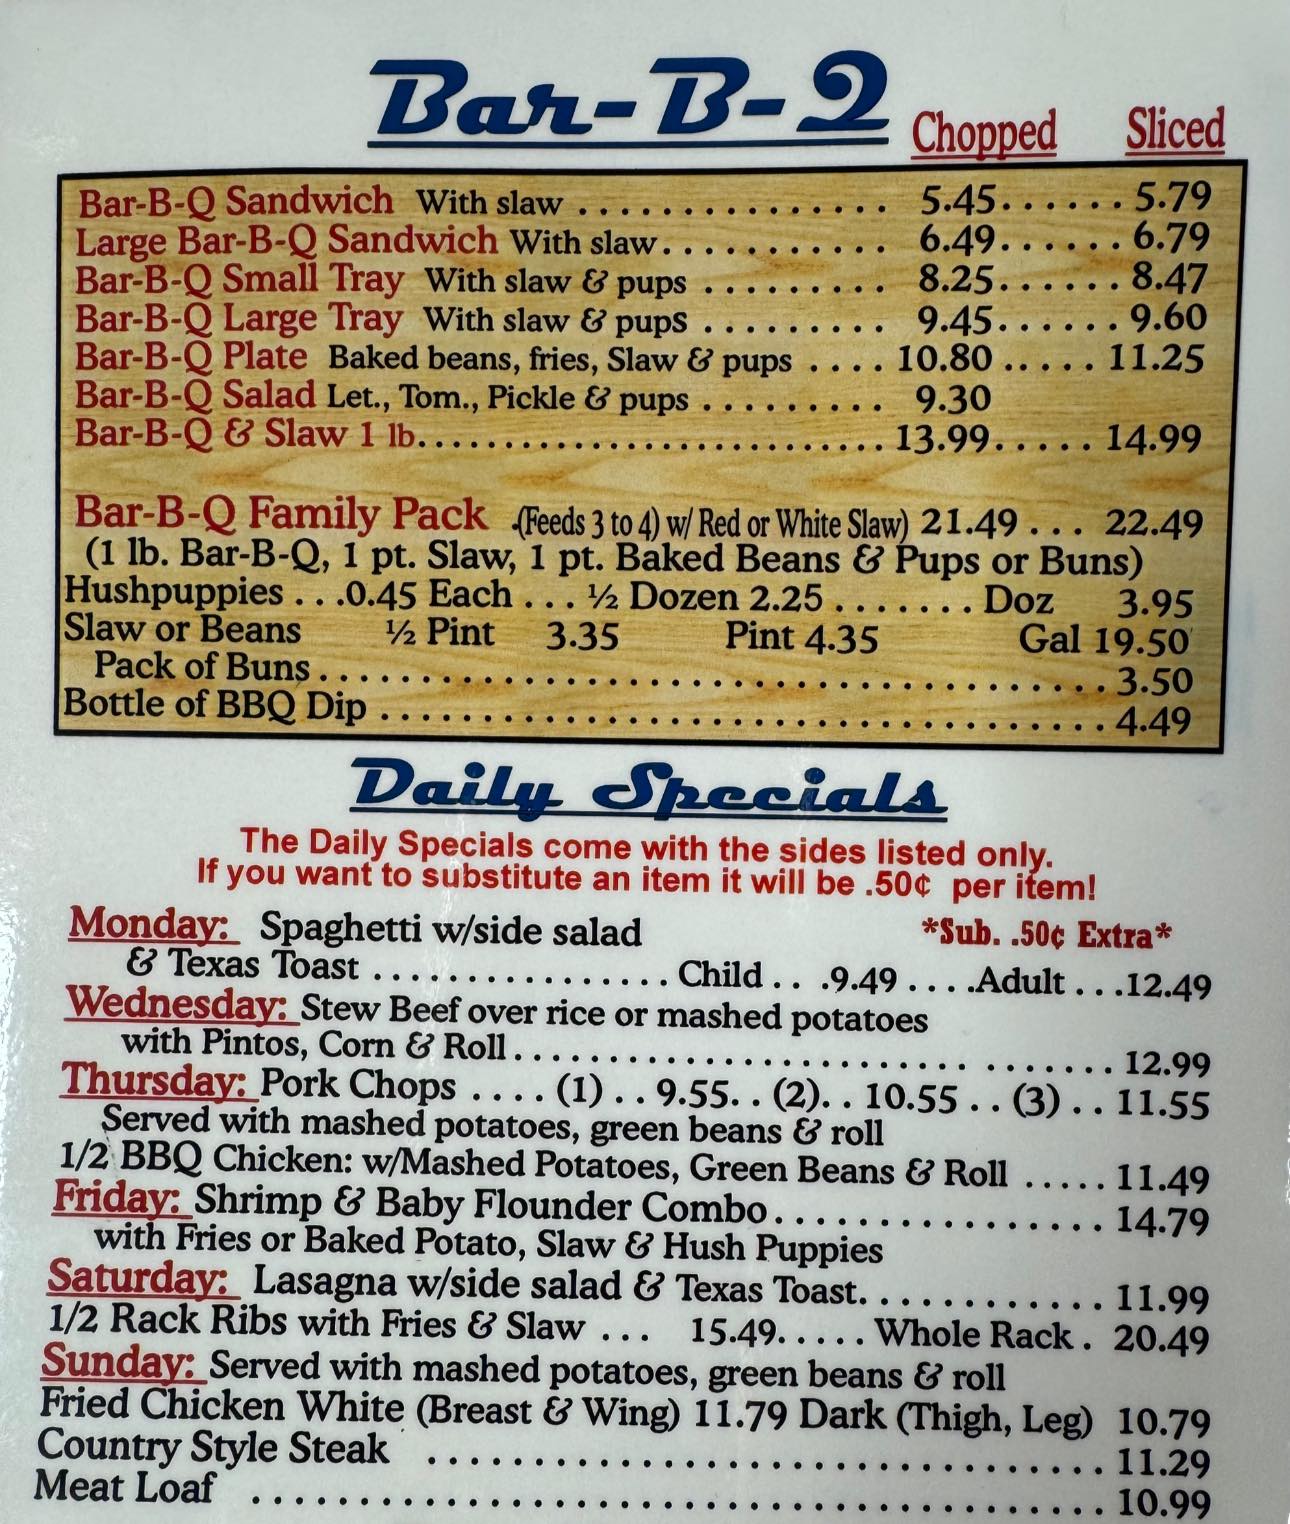 Bar-B-Q Chopped Sliced
Bar-B-Q Sandwich With slaw ............... 5.45...... 5.79
Large Bar-B-Q Sandwich With slaw........... 6.49...... 6.79
Bar-B-Q Small Tray With slaw & pups ......... 8.25...... 8.47
Bar-B-Q Large Tray With slaw & pups ......... 9.45...... 9.60
Bar-B-Q Plate Baked beans, fries, Slaw & pups .... 10.80 ..... 11.25
Bar-B-Q Salad Let., Tom., Pickle & pups ......... 9.30
Bar-B-Q & Slaw 1 lb........................ 13.99..... 14.99
Bar-B-Q Family Pack (Feeds 3 to 4) w/ Red or White Slaw) 21.49 ... 22.49
(1 lb. Bar-B-Q, 1 pt. Slaw, 1 pt. Baked Beans & Pups or Buns)
Hushpuppies ...0.45 Each ... ½ Dozen 2.25 ....... Doz 3.95
Slaw or Beans ½ Pint 3.35 Pint 4.35 Gal 19.50
Pack of Buns ........................................ 3.50
Bottle of BBQ Dip ..................................... 4.49
Daily Specials
The Daily Specials come with the sides listed only.
If you want to substitute an item it will be .50¢ per item!
Monday: Spaghetti w/side salad *Sub. .50¢ Extra*
& Texas Toast ................ Child ...9.49 ....Adult ...12.49
Wednesday: Stew Beef over rice or mashed potatoes
with Pintos, Corn & Roll ................................ 12.99
Thursday: Pork Chops .... (1) .. 9.55.. (2).. 10.55 .. (3) .. 11.55
Served with mashed potatoes, green beans & roll
1/2 BBQ Chicken: w/Mashed Potatoes, Green Beans & Roll ..... 11.49
Friday: Shrimp & Baby Flounder Combo................. 14.79
with Fries or Baked Potato, Slaw & Hush Puppies
Saturday: Lasagna w/side salad & Texas Toast............. 11.99
1/2 Rack Ribs with Fries & Slaw ... 15.49..... Whole Rack . 20.49
Sunday: Served with mashed potatoes, green beans & roll
Fried Chicken White (Breast & Wing) 11.79 Dark (Thigh, Leg) 10.79
Country Style Steak .................................. 11.29
Meat Loaf ........................................... 10.99